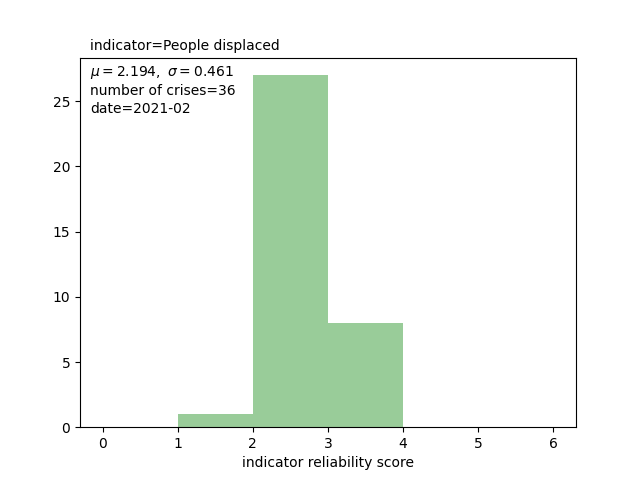 indicator=People displaced
μ = 2.194, σ = 0.461
number of crises=36
date=2021-02
25
20
15
10
5
0
0 1 2 3 4 5 6
indicator reliability score